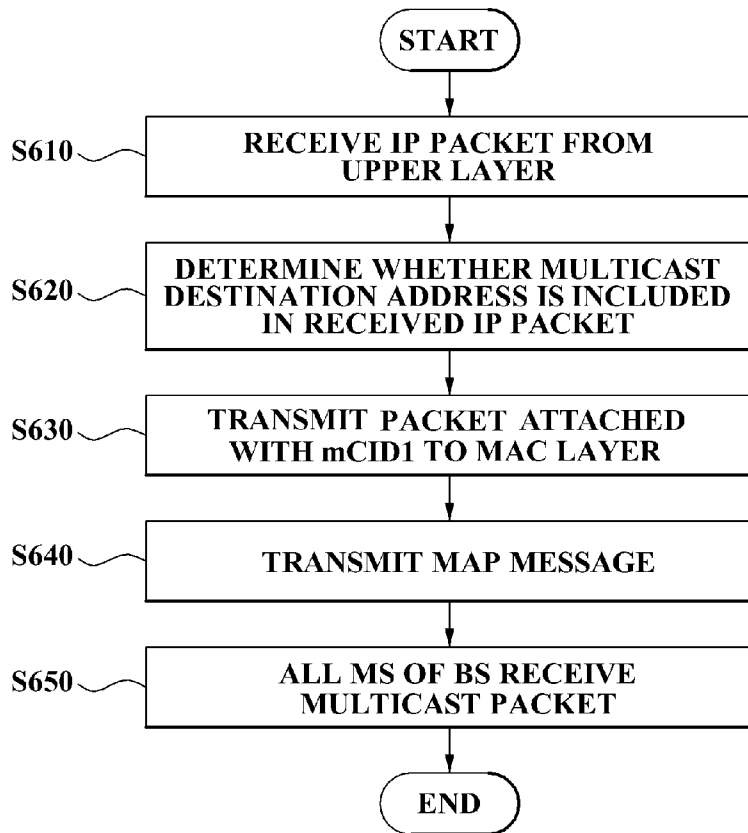 START
S610
RECEIVE IP PACKET FROM
UPPER LAYER
S620
DETERMINE WHETHER MULTICAST
DESTINATION ADDRESS IS INCLUDED
IN RECEIVED IP PACKET
S630
TRANSMIT PACKET ATTACHED
WITH mCID1 TO MAC LAYER
S640
TRANSMIT MAP MESSAGE
S650
ALL MS OF BS RECEIVE
MULTICAST PACKET
END